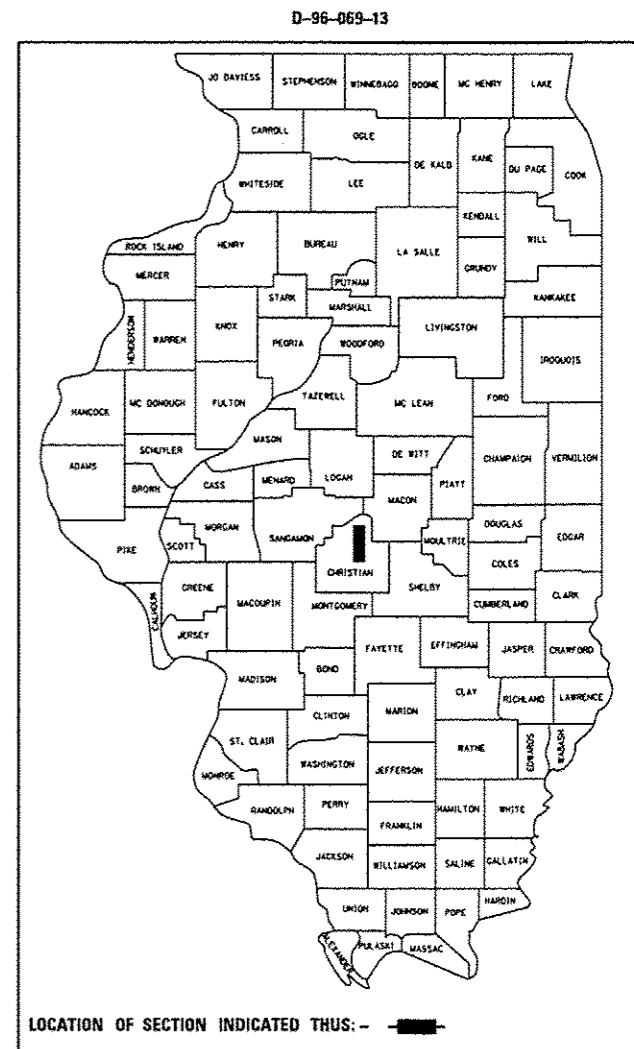 D-96-069-13
JO DAVIESS STEPHENSON WINNEBAGO BOONE MC HENRY LAKE
CARROLL OGLE DE KALB KANE DU PAGE COOK
WHITESIDE LEE
KENDALL
ROCK ISLAND HENRY BUREAU LA SALLE GRUNDY WILL
MERCER PUTNAM
STARK MARSHALL KANKAKEE
HENDERSON WARREN KNOX PEORIA WOODFORD LIVINGSTON IROQUOIS
HANCOCK MC DONOUGH FULTON TAZEWELL MC LEAN FORD
MASON
SCHUYLER DE WITT CHAMPAIGN VERMILION
ADAMS BROWN CASS MENARD LOGAN PIATT
MORGAN MACON
PIKE SCOTT SANGAMON MOULTRIE DOUGLAS EDGAR
CHRISTIAN COLES
GREENE MACOUPIN MONTGOMERY SHELBY CUMBERLAND CLARK
CALHOUN JERSEY
FAYETTE EFFINGHAM JASPER CRAWFORD
MADISON BOND
CLAY RICHLAND LAWRENCE
CLINTON MARION
ST. CLAIR WAYNE EDWARDS WABASH
MONROE WASHINGTON JEFFERSON
RANDOLPH PERRY HAMILTON WHITE
FRANKLIN
JACKSON WILLIAMSON SALINE GALLATIN
UNION JOHNSON POPE HARDIN
ALEXANDER PULASKI MASSAC
LOCATION OF SECTION INDICATED THUS: -